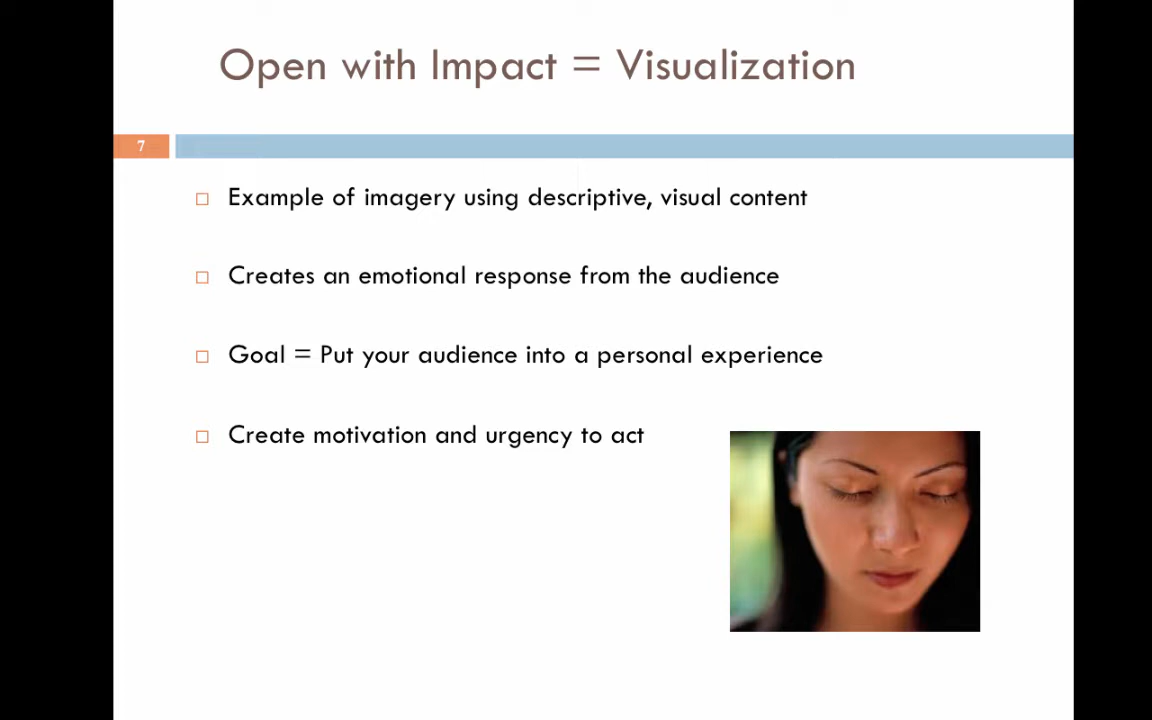 Open with Impact = Visualization
7
Example of imagery using descriptive, visual content
Creates an emotional response from the audience
Goal = Put your audience into a personal experience
Create motivation and urgency to act